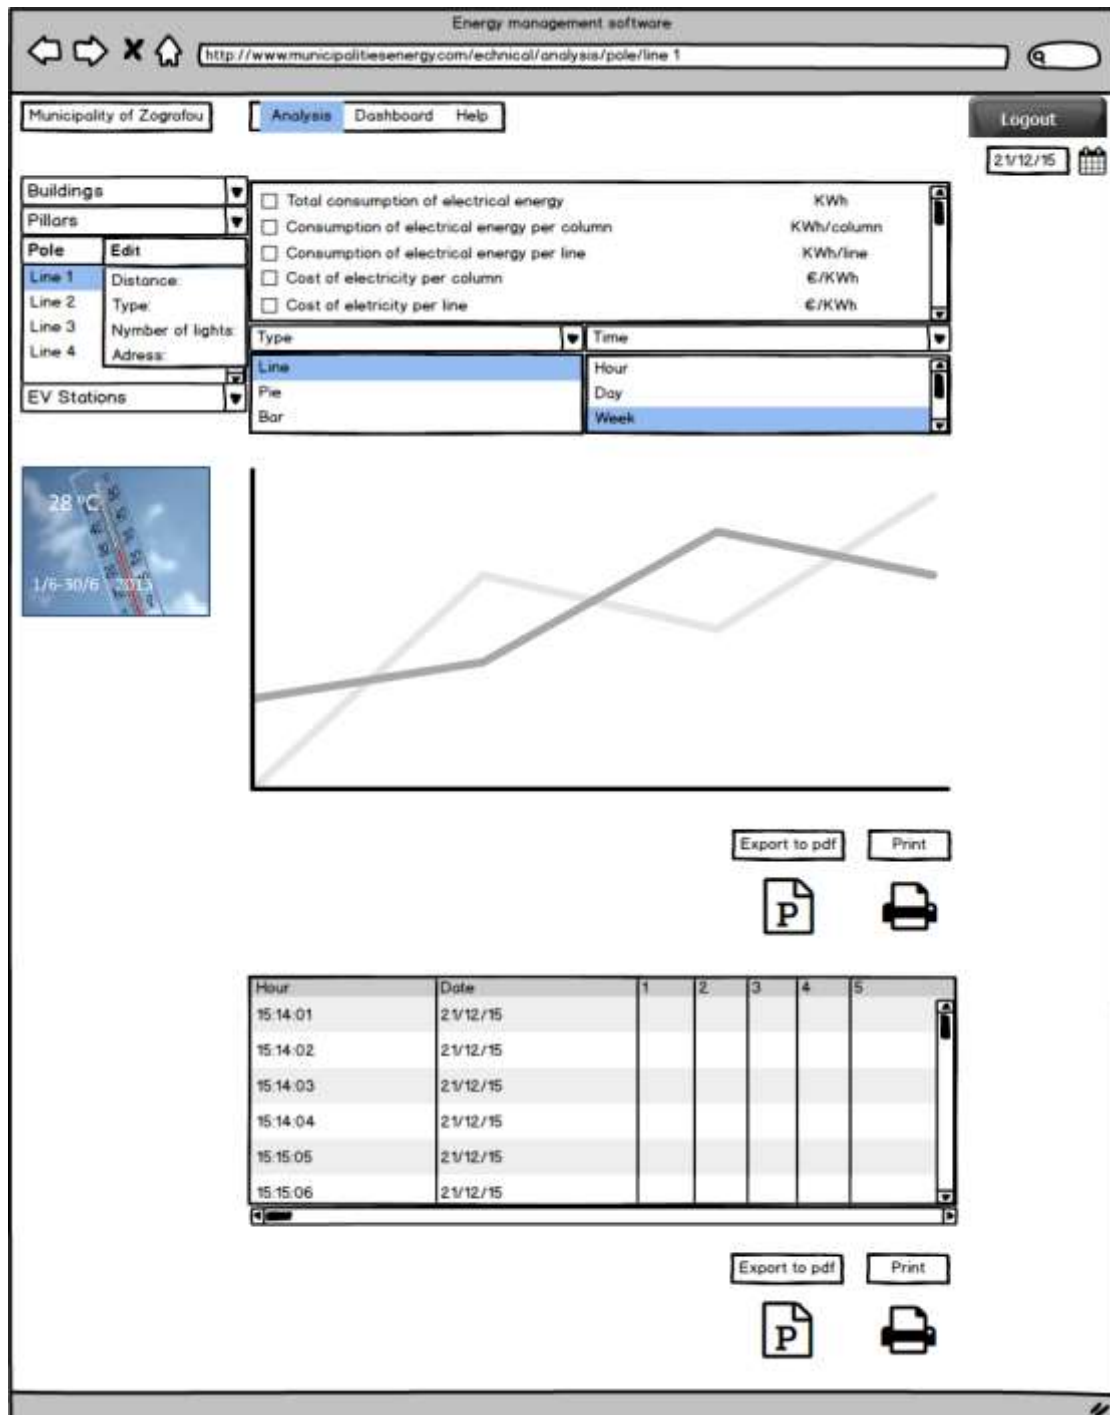 Energy management software
http://www.municipalitiesenergy.com/echnical/analysis/pole/line 1
Municipality of Zografou
Analysis Dashboard Help
Logout
21/12/15
Buildings
Pillars
Pole Edit
Line 1
Line 2
Line 3
Line 4
Distance:
Type:
Nymber of lights:
Adress:
EV Stations
Total consumption of electrical energy KWh
Consumption of electrical energy per column KWh/column
Consumption of electrical energy per line KWh/line
Cost of electricity per column €/KWh
Cost of eletricity per line €/KWh
Type Time
Line Hour
Pie Day
Bar Week
28 °C
1/6-30/6 2013
Export to pdf Print
P
Hour Date 1 2 3 4 5
15:14:01 21/12/15
15:14:02 21/12/15
15:14:03 21/12/15
15:14:04 21/12/15
15:15:05 21/12/15
15:15:06 21/12/15
Export to pdf Print
P